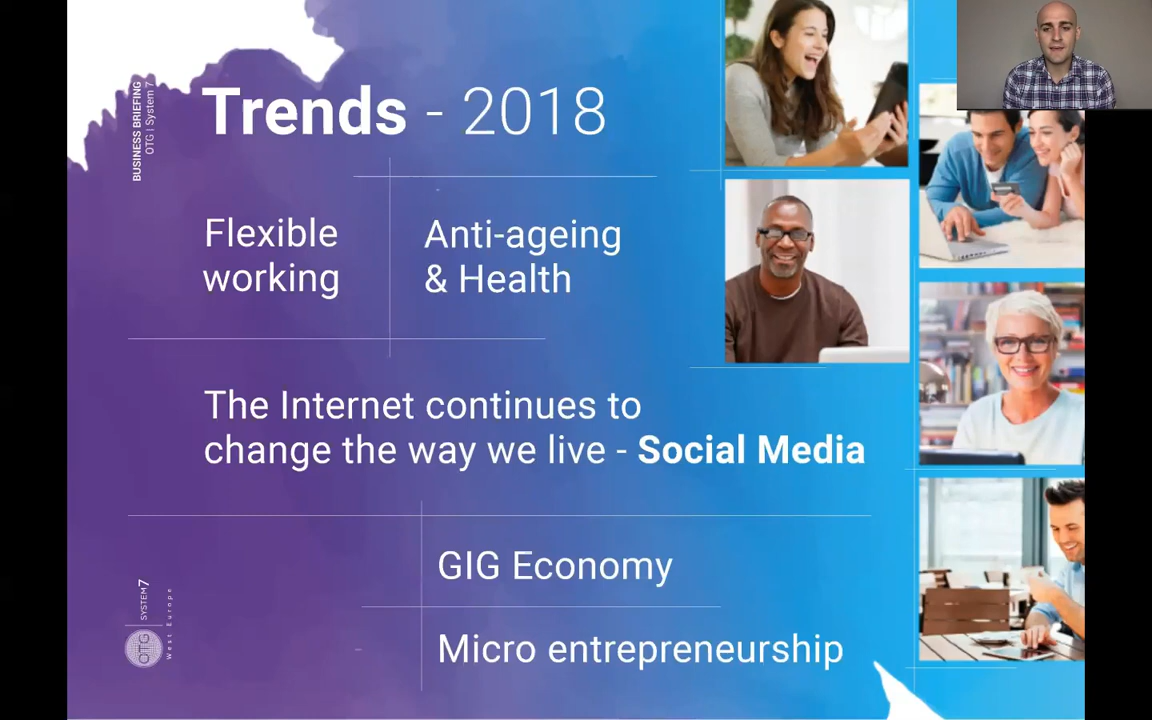 BUSINESS BRIEFING
OTG | System 7
Trends - 2018
Flexible
working
Anti-ageing
& Health
The Internet continues to
change the way we live - Social Media
GIG Economy
Micro entrepreneurship
OTG
SYSTEM7
West Europe